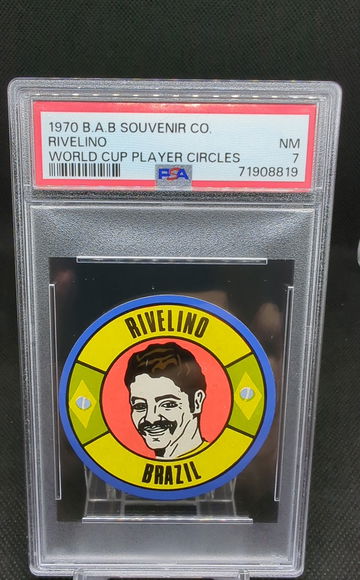 1970 B.A.B SOUVENIR CO.
RIVELINO NM
WORLD CUP PLAYER CIRCLES 7
PSA 71908819
RIVELINO
BRAZIL